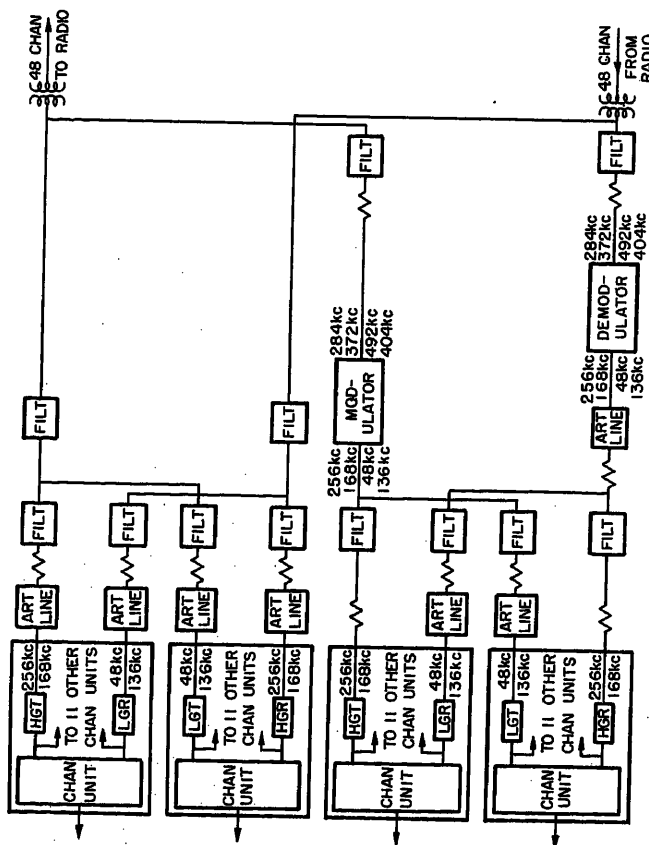 48 CHAN
TO RADIO
FILT
FILT
ART
LINE
256kc
168kc
HGT
TO 11 OTHER
CHAN UNITS
CHAN
UNIT
FILT
ART
LINE
48kc
136kc
LGR
48 CHAN
FROM
RADIO
FILT
FILT
ART
LINE
48kc
136kc
LGT
TO 11 OTHER
CHAN UNITS
CHAN
UNIT
FILT
ART
LINE
256kc
168kc
HGR
FILT
284kc
372kc
492kc
404kc
MOD-
ULATOR
256kc
168kc
48kc
136kc
FILT
256kc
168kc
HGT
TO 11 OTHER
CHAN UNITS
CHAN
UNIT
FILT
ART
LINE
48kc
136kc
LGR
FILT
284kc
372kc
492kc
404kc
DEMOD-
ULATOR
256kc
168kc
48kc
136kc
ART
LINE
FILT
ART
LINE
48kc
136kc
LGT
TO 11 OTHER
CHAN UNITS
CHAN
UNIT
FILT
256kc
168kc
HGR